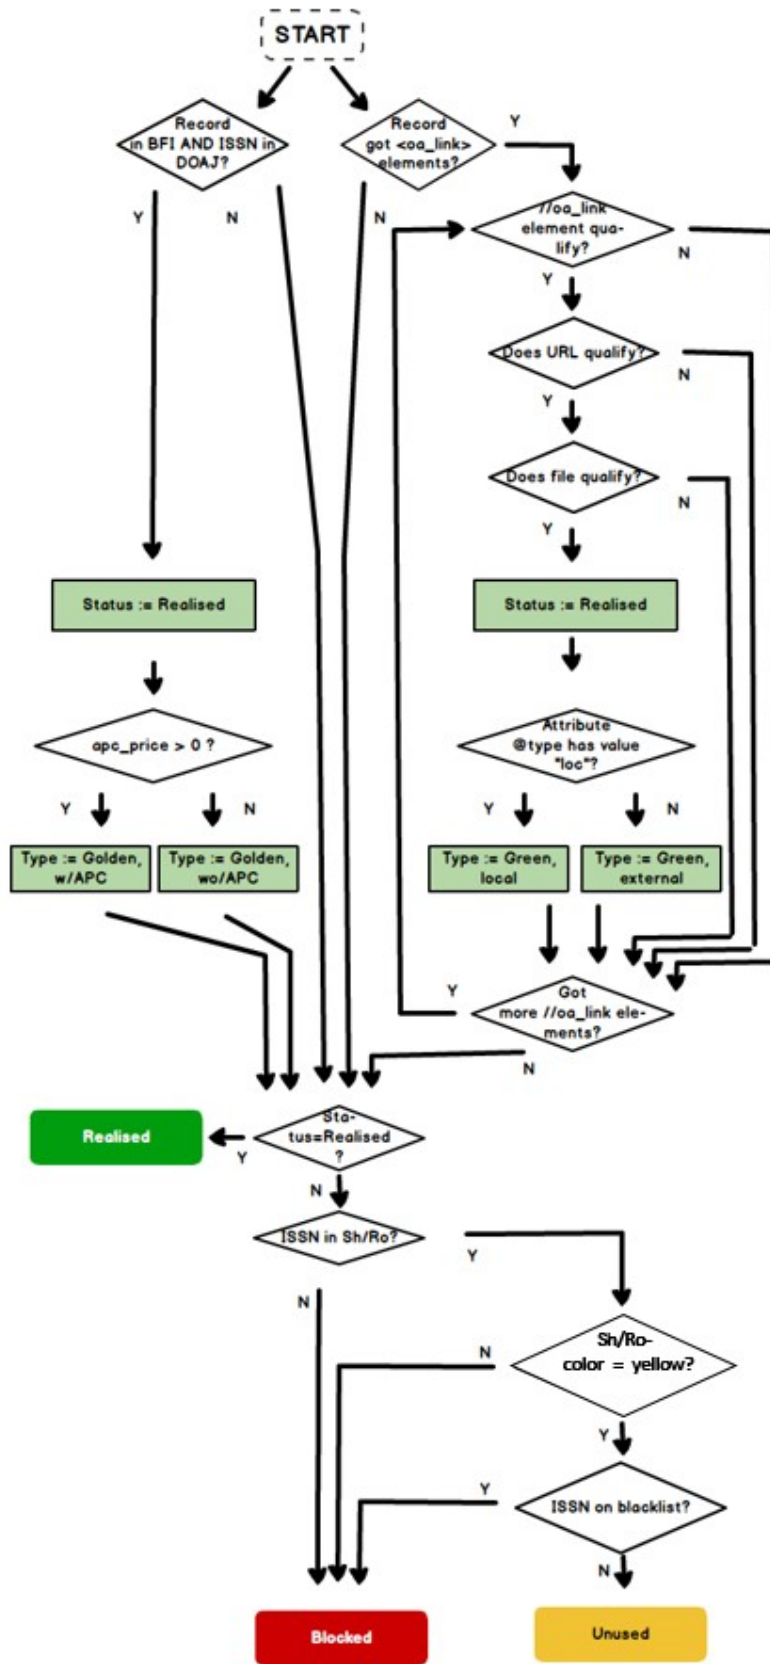 START
Record
in BFI AND ISSN in
DOAJ?
Record
got <oa_link>
elements?
Y
Y
N
N
//oa_link
element qua-
lify?
N
Y
Does URL qualify?
N
Y
Does file qualify?
N
Y
Status := Realised
Status := Realised
apc_price > 0 ?
Attribute
@type has value
"loc"?
Y
N
Y
N
Type := Golden,
w/APC
Type := Golden,
wo/APC
Type := Green,
local
Type := Green,
external
Y
Got
more //oa_link ele-
ments?
N
Realised
Y
Sta-
tus=Realised
?
N
ISSN in Sh/Ro?
Y
N
Sh/Ro-
color = yellow?
N
Y
Y
ISSN on blacklist?
N
Blocked
Unused